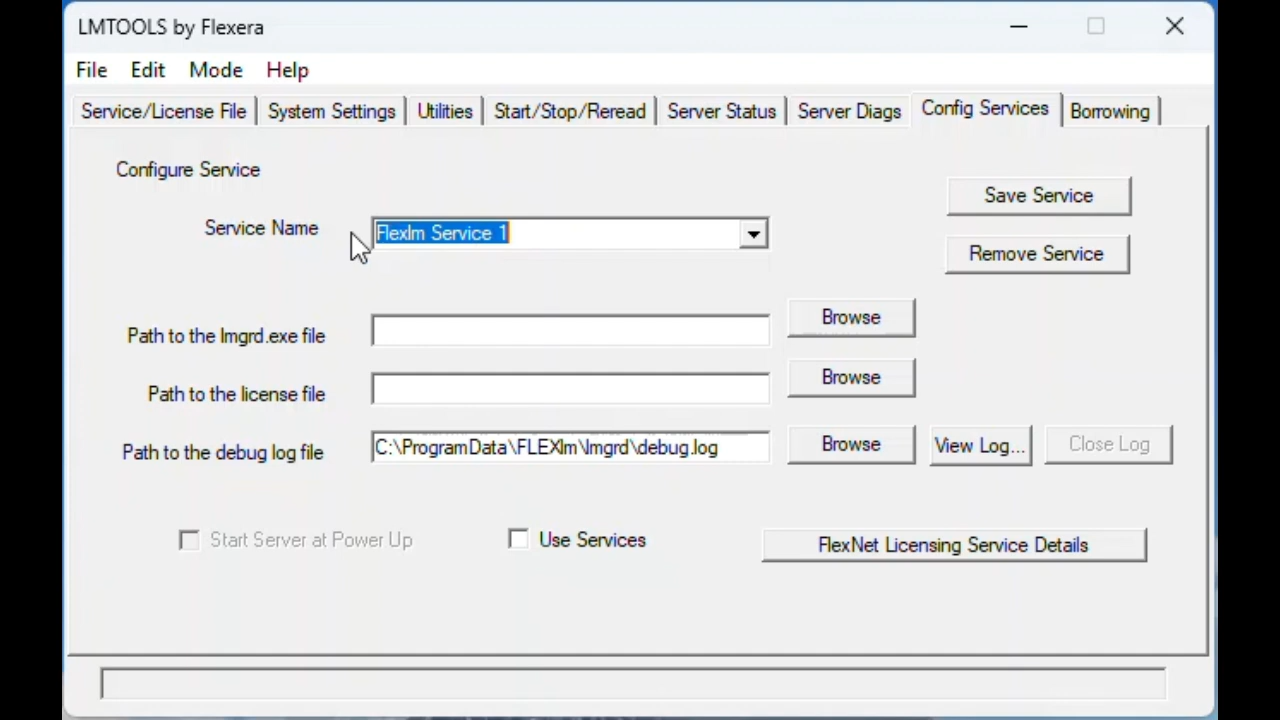 LMTOOLS by Flexera
File Edit Mode Help
Service/License File System Settings Utilities Start/Stop/Reread Server Status Server Diags Config Services Borrowing
Configure Service
Save Service
Service Name Flexlm Service 1
Remove Service
Path to the lmgrd.exe file Browse
Path to the license file Browse
Path to the debug log file C:\ProgramData\FLEXlm\lmgrd\debug.log Browse View Log... Close Log
Start Server at Power Up Use Services FlexNet Licensing Service Details